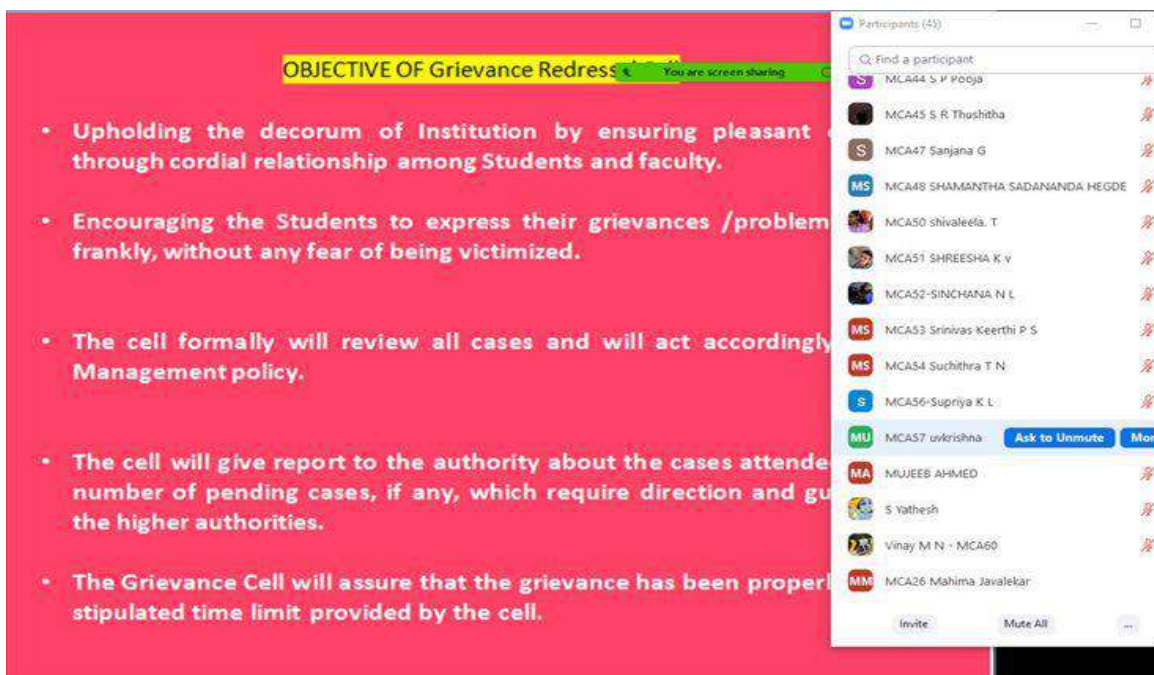 OBJECTIVE OF Grievance Redress
You are screen sharing
• Upholding the decorum of Institution by ensuring pleasant
through cordial relationship among Students and faculty.
• Encouraging the Students to express their grievances /problem
frankly, without any fear of being victimized.
• The cell formally will review all cases and will act accordingly
Management policy.
• The cell will give report to the authority about the cases attende
number of pending cases, if any, which require direction and gu
the higher authorities.
• The Grievance Cell will assure that the grievance has been properl
stipulated time limit provided by the cell.
Participants (45)
Find a participant
S MCA44 S P Pooja
MCA45 S R Thushitha
S MCA47 Sanjana G
MS MCA48 SHAMANTHA SADANANDA HEGDE
MCA50 shivaleela. T
MCA51 SHREESHA K v
MCA52-SINCHANA N L
MS MCA53 Srinivas Keerthi P S
MS MCA54 Suchithra T N
S MCA56-Supriya K L
MU MCA57 uvkrishna Ask to Unmute Mor
MA MUJEEB AHMED
S Yathesh
Vinay M N - MCA60
MM MCA26 Mahima Javalekar
Invite Mute All ...